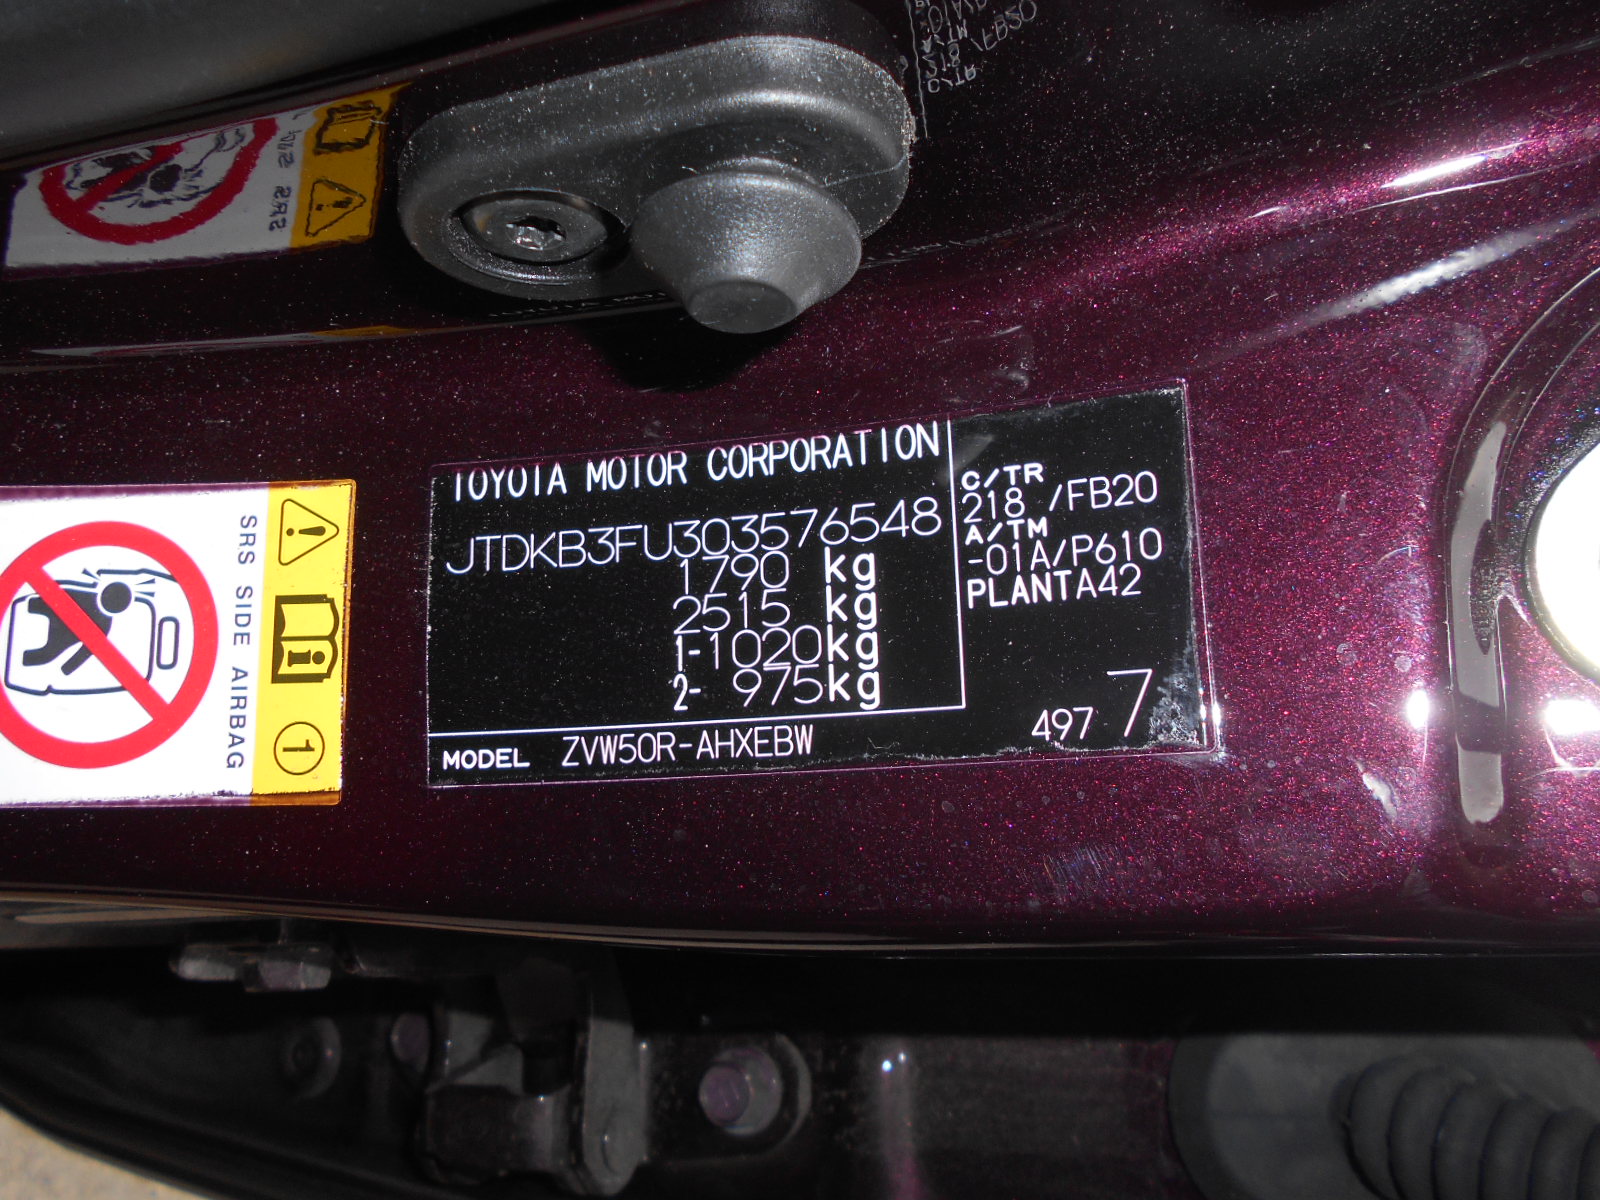 TOYOTA MOTOR CORPORATION
JTDKB3FU303576548
1790 kg
2515 kg
1-1020kg
2- 975kg
MODEL ZVW50R-AHXEBW
C/TR
218 /FB20
A/TM
-01A/P610
PLANTA42
497 7
SRS SIDE AIRBAG
1